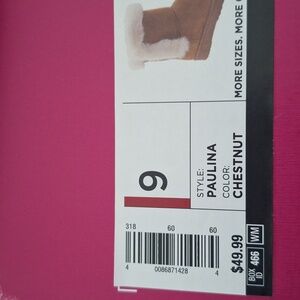 MORE SIZES. MORE
9
STYLE:
PAULINA
COLOR:
CHESTNUT
318 60 60
4 0086871428 4
$49.99
BOX ID 466 WM